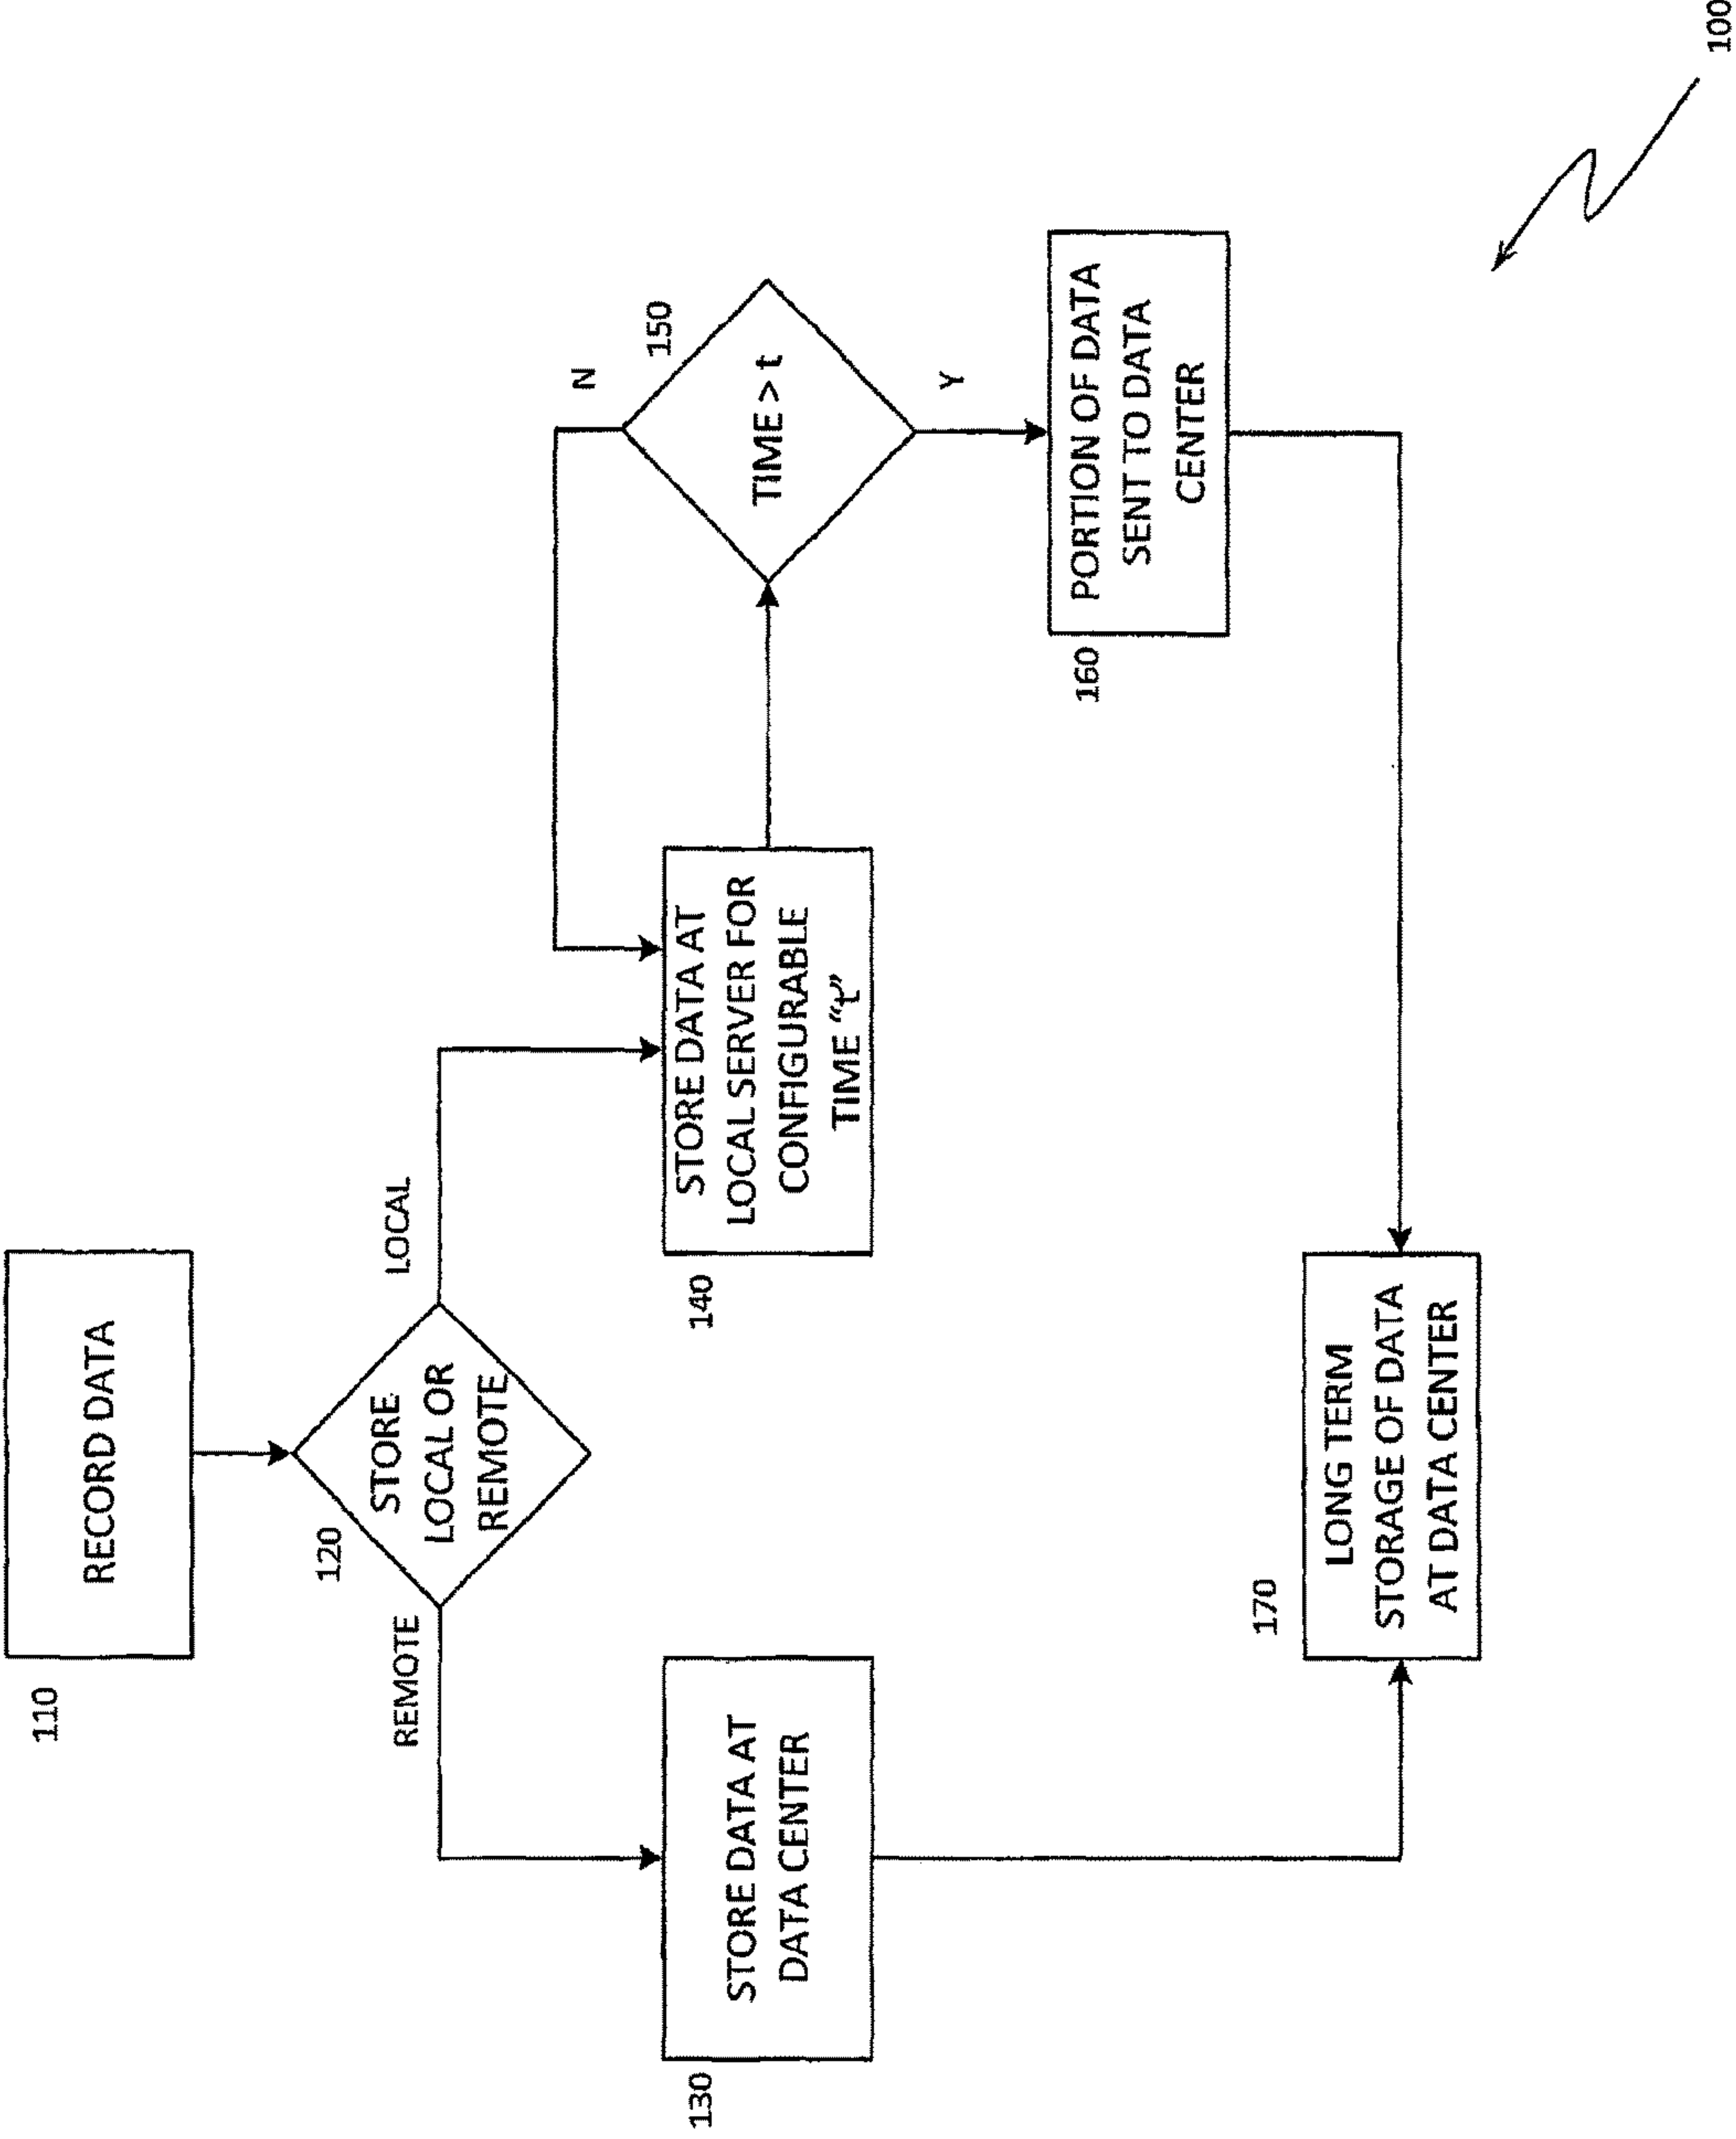 110
RECORD DATA
120
STORE
LOCAL OR
REMOTE
REMOTE
LOCAL
130
STORE DATA AT
DATA CENTER
140
STORE DATA AT
LOCAL SERVER FOR
CONFIGURABLE
TIME “t”
N
150
TIME > t
Y
160
PORTION OF DATA
SENT TO DATA
CENTER
170
LONG TERM
STORAGE OF DATA
AT DATA CENTER
100